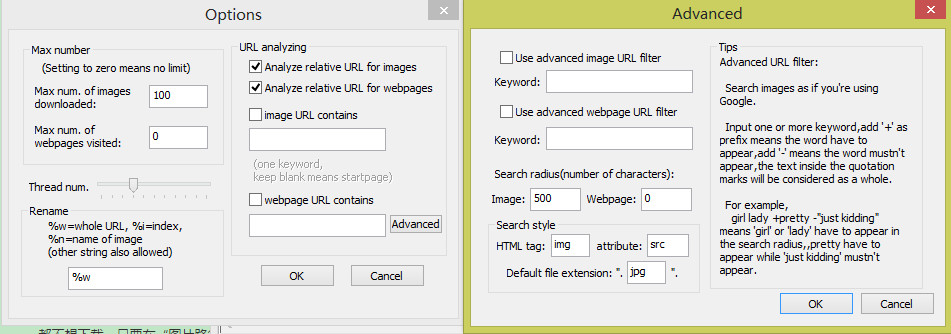 Options
Max number
(Setting to zero means no limit)
Max num. of images
downloaded:
100
Max num. of
webpages visited:
0
Thread num.
Rename
%w=whole URL, %i=index,
%n=name of image
(other string also allowed)
%w
URL analyzing
Analyze relative URL for images
Analyze relative URL for webpages
image URL contains
(one keyword,
keep blank means startpage)
webpage URL contains
Advanced
OK Cancel
Advanced
Use advanced image URL filter
Keyword:
Use advanced webpage URL filter
Keyword:
Search radius(number of characters):
Image: 500 Webpage: 0
Search style
HTML tag: img attribute: src
Default file extension: ". jpg ".
Tips
Advanced URL filter:
Search images as if you're using
Google.
Input one or more keyword,add '+' as
prefix means the word have to
appear,add '-' means the word mustn't
appear,the text inside the quotation
marks will be considered as a whole.
For example,
girl lady +pretty -"just kidding"
means 'girl' or 'lady' have to appear in
the search radius,,pretty have to
appear while 'just kidding' mustn't
appear.
OK Cancel